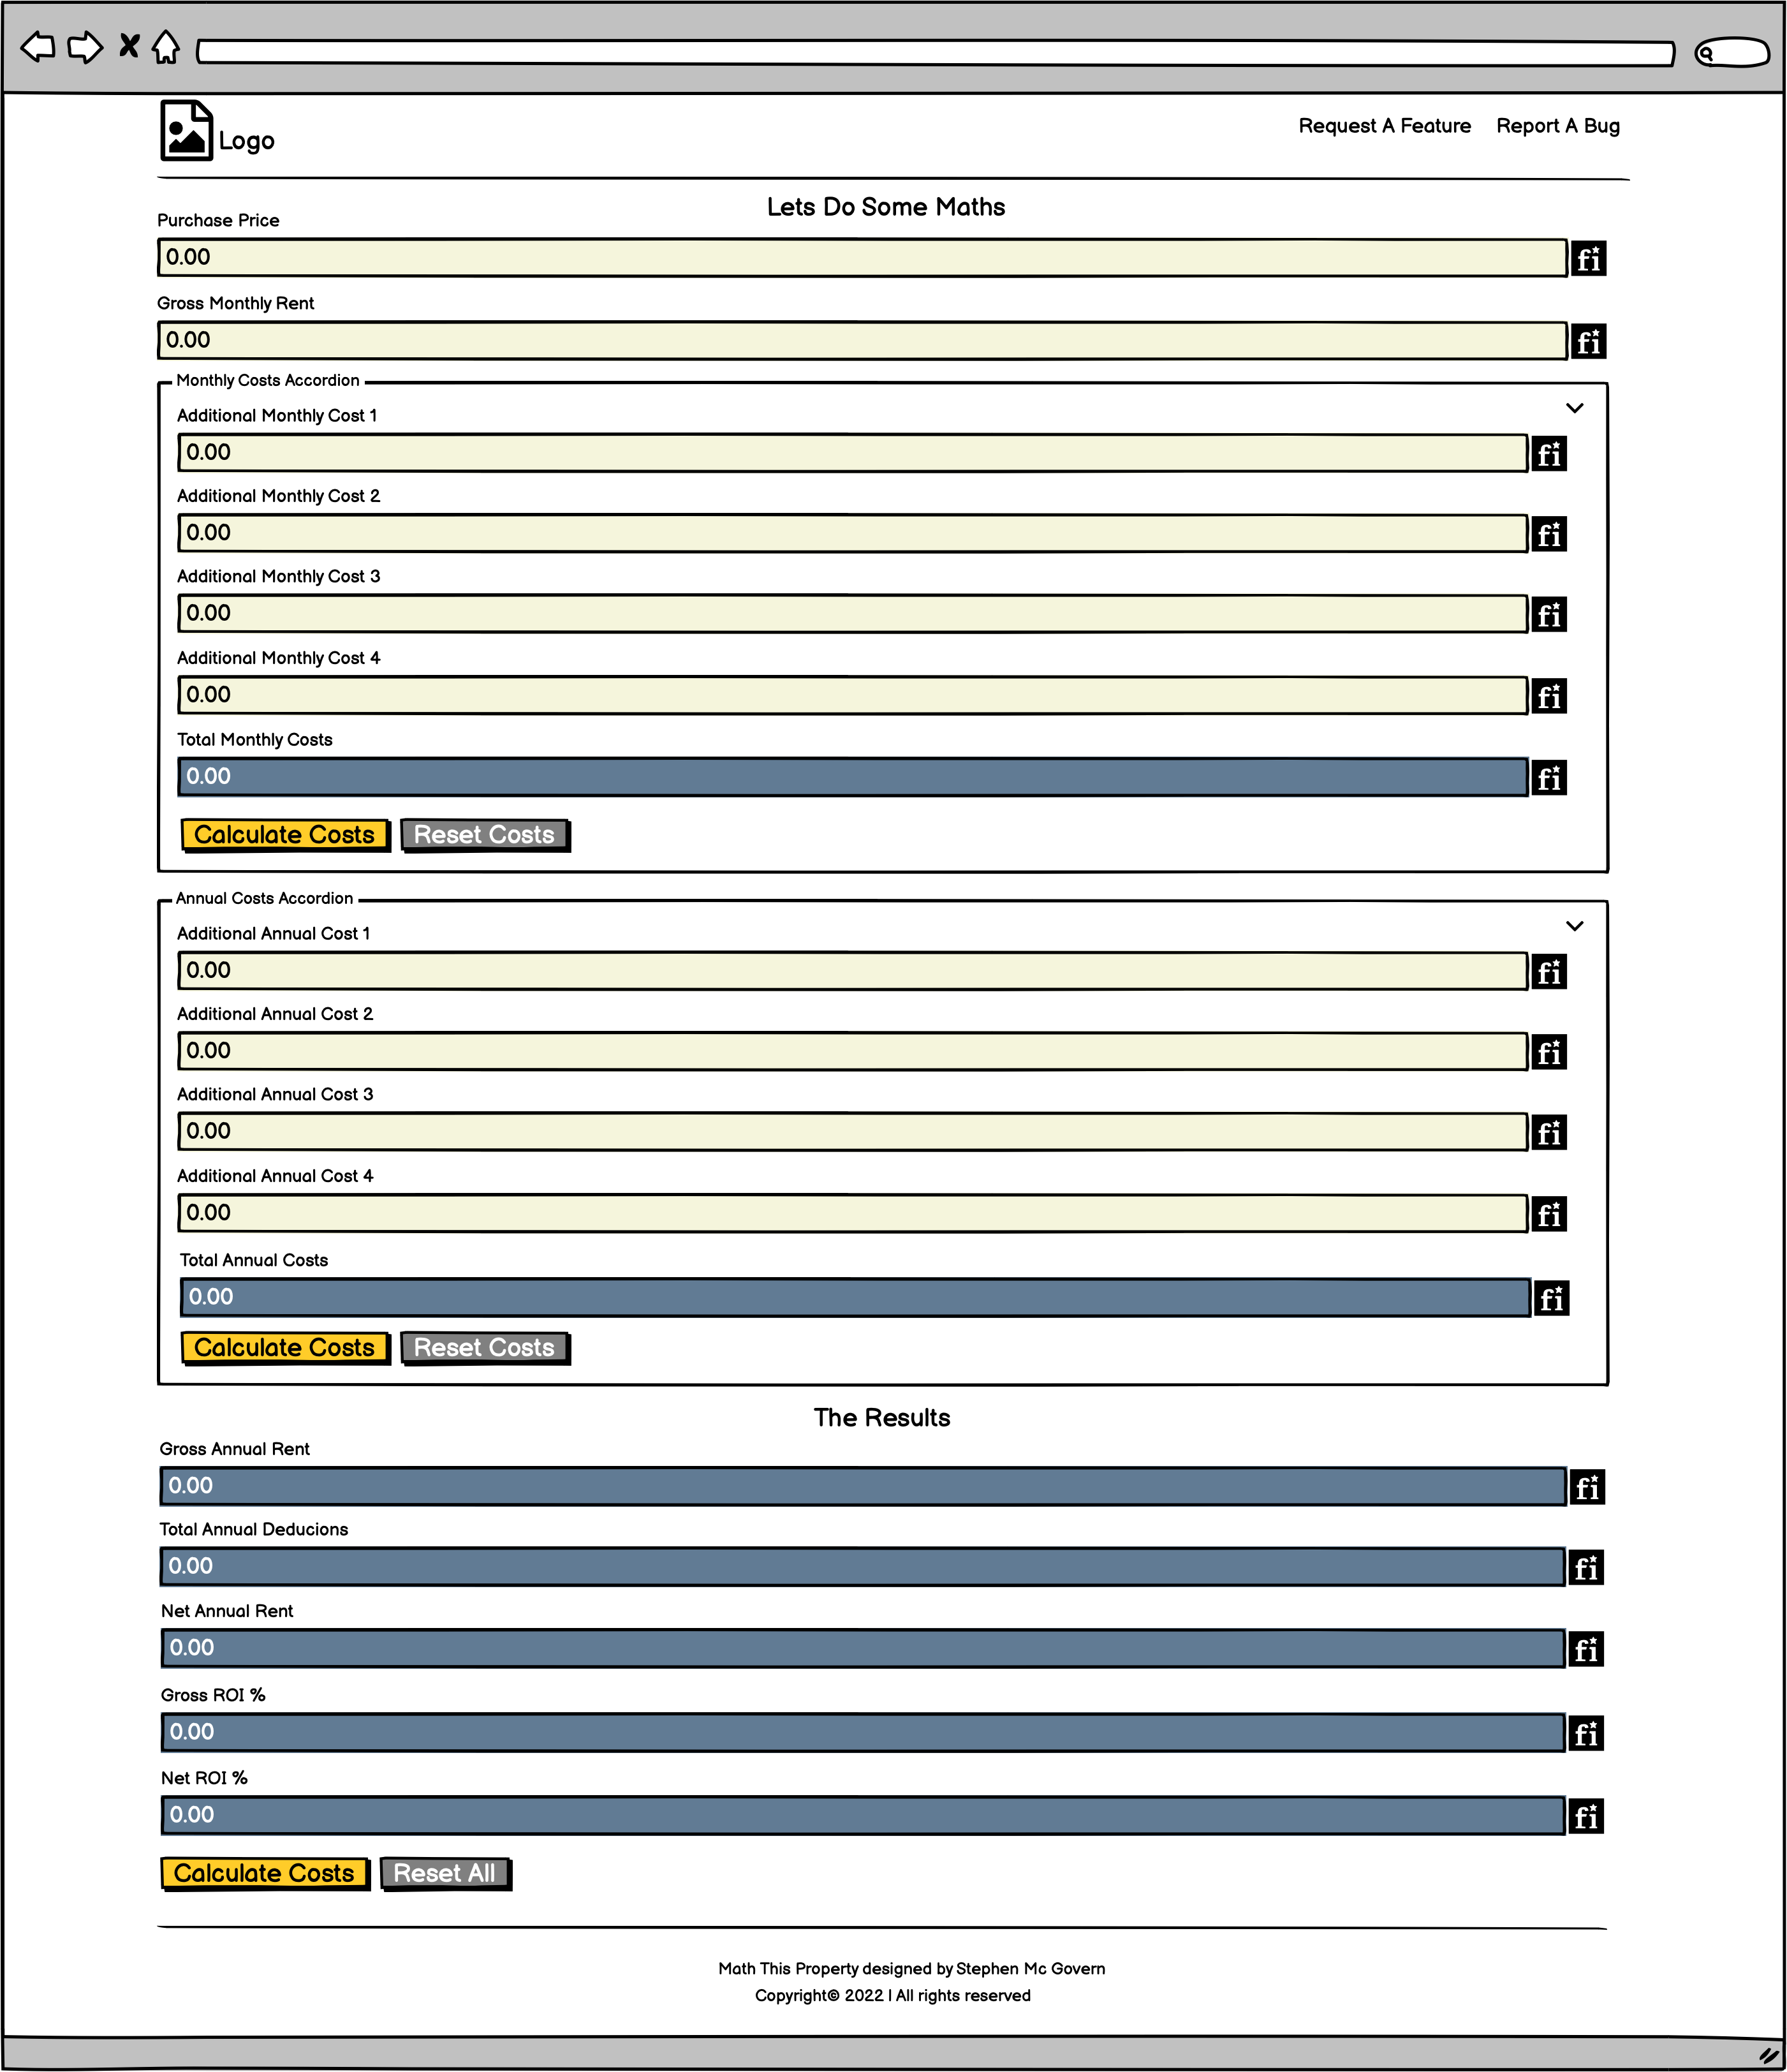 Logo
Request A Feature Report A Bug
Lets Do Some Maths
Purchase Price
0.00 fi
Gross Monthly Rent
0.00 fi
Monthly Costs Accordion
Additional Monthly Cost 1
0.00 fi
Additional Monthly Cost 2
0.00 fi
Additional Monthly Cost 3
0.00 fi
Additional Monthly Cost 4
0.00 fi
Total Monthly Costs
0.00 fi
Calculate Costs Reset Costs
Annual Costs Accordion
Additional Annual Cost 1
0.00 fi
Additional Annual Cost 2
0.00 fi
Additional Annual Cost 3
0.00 fi
Additional Annual Cost 4
0.00 fi
Total Annual Costs
0.00 fi
Calculate Costs Reset Costs
The Results
Gross Annual Rent
0.00 fi
Total Annual Deducions
0.00 fi
Net Annual Rent
0.00 fi
Gross ROI %
0.00 fi
Net ROI %
0.00 fi
Calculate Costs Reset All
Math This Property designed by Stephen Mc Govern
Copyright© 2022 | All rights reserved